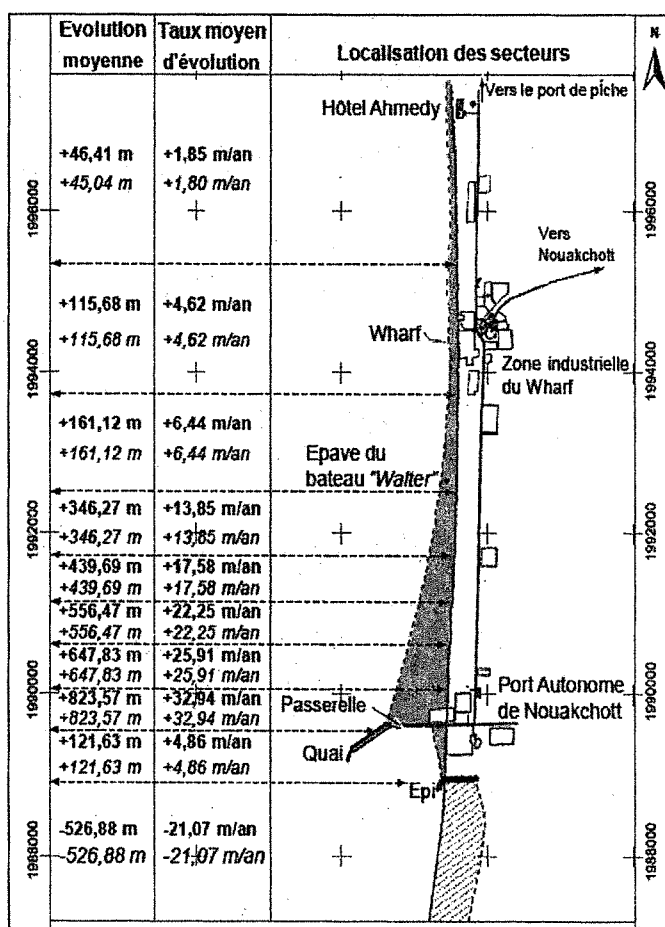 Evolution moyenne
Taux moyen d'évolution
Localisation des secteurs
N
Vers le port de pîche
Hôtel Ahmedy
+46,41 m +1,85 m/an
+45,04 m +1,80 m/an
1996000
1996000
Vers
Nouakchott
+115,68 m +4,62 m/an
+115,68 m +4,62 m/an
Wharf
Zone industrielle
du Wharf
1994000
1994000
+161,12 m +6,44 m/an
+161,12 m +6,44 m/an
Epave du
bateau "Walter"
+346,27 m +13,85 m/an
+346,27 m +13,85 m/an
1992000
1992000
+439,69 m +17,58 m/an
+439,69 m +17,58 m/an
+556,47 m +22,25 m/an
+556,47 m +22,25 m/an
+647,83 m +25,91 m/an
+647,83 m +25,91 m/an
1990000
1990000
+823,57 m +32,94 m/an
+823,57 m +32,94 m/an
Passerelle
Port Autonome
de Nouakchott
+121,63 m +4,86 m/an
+121,63 m +4,86 m/an
Quai
Epi
-526,88 m -21,07 m/an
-526,88 m -21,07 m/an
1988000
1988000